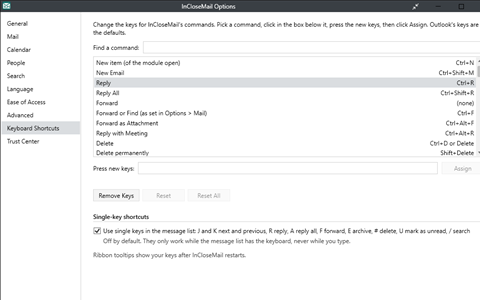 InCloseMail Options
General
Mail
Calendar
People
Search
Language
Ease of Access
Advanced
Keyboard Shortcuts
Trust Center
Change the keys for InCloseMail's commands. Pick a command, click in the box below it, press the new keys, then click Assign. Outlook's keys are
the defaults.
Find a command:
New item (of the module open) Ctrl+N
New Email Ctrl+Shift+M
Reply Ctrl+R
Reply All Ctrl+Shift+R
Forward (none)
Forward or Find (as set in Options > Mail) Ctrl+F
Forward as Attachment Ctrl+Alt+F
Reply with Meeting Ctrl+Alt+R
Delete Ctrl+D or Delete
Delete permanently Shift+Delete
Press new keys: Assign
Remove Keys Reset Reset All
Single-key shortcuts
Use single keys in the message list: J and K next and previous, R reply, A reply all, F forward, E archive, # delete, U mark as unread, / search
Off by default. They only work while the message list has the keyboard, never while you type.
Ribbon tooltips show your keys after InCloseMail restarts.